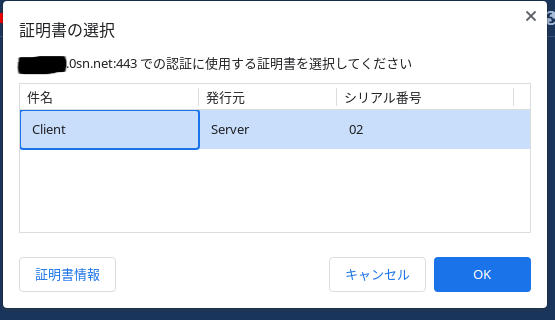 証明書の選択
.0sn.net:443 での認証に使用する証明書を選択してください
件名 発行元 シリアル番号
Client Server 02
証明書情報 キャンセル OK